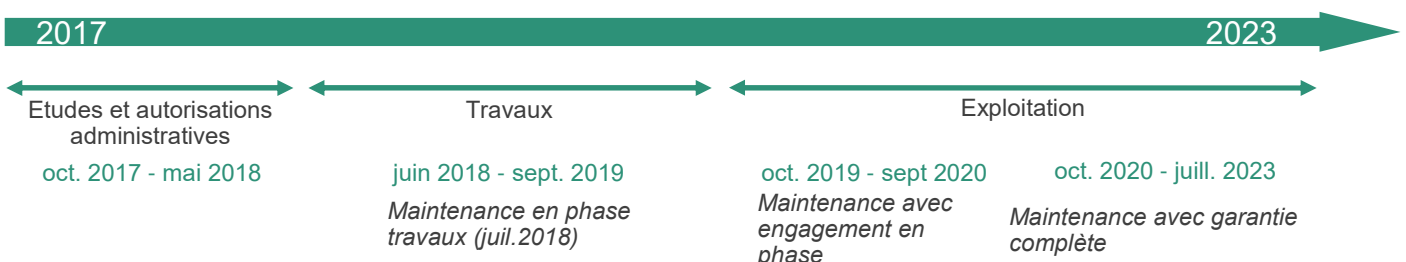 2017
2023
Etudes et autorisations
administratives
oct. 2017 - mai 2018
Travaux
juin 2018 - sept. 2019
Maintenance en phase
travaux (juil.2018)
Exploitation
oct. 2019 - sept 2020
Maintenance avec
engagement en
phase
oct. 2020 - juill. 2023
Maintenance avec garantie
complète